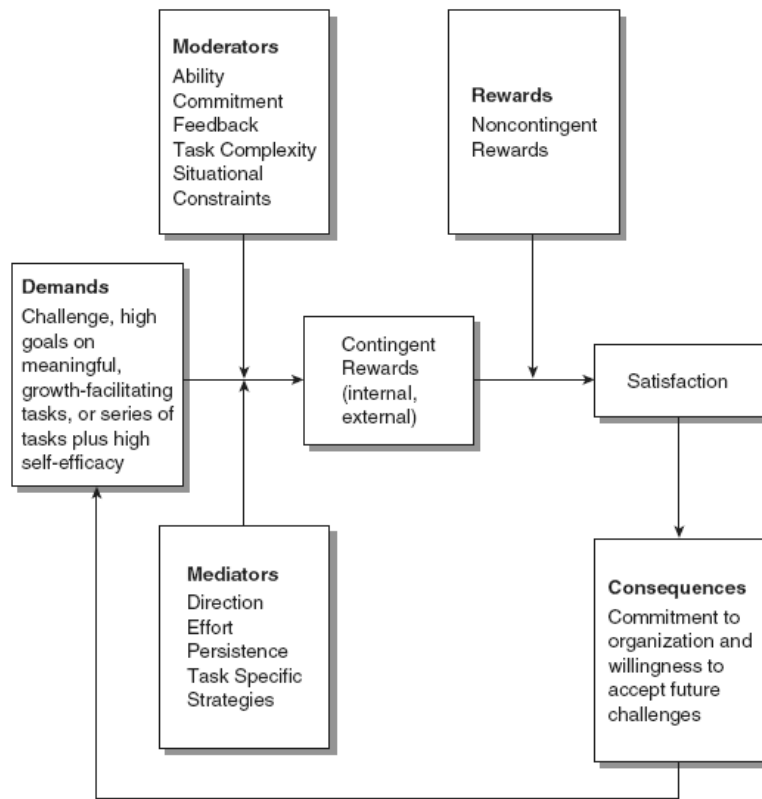 Moderators
Ability
Commitment
Feedback
Task Complexity
Situational
Constraints
Rewards
Noncontingent
Rewards
Demands
Challenge, high
goals on
meaningful,
growth-facilitating
tasks, or series of
tasks plus high
self-efficacy
Contingent
Rewards
(internal,
external)
Satisfaction
Mediators
Direction
Effort
Persistence
Task Specific
Strategies
Consequences
Commitment to
organization and
willingness to
accept future
challenges